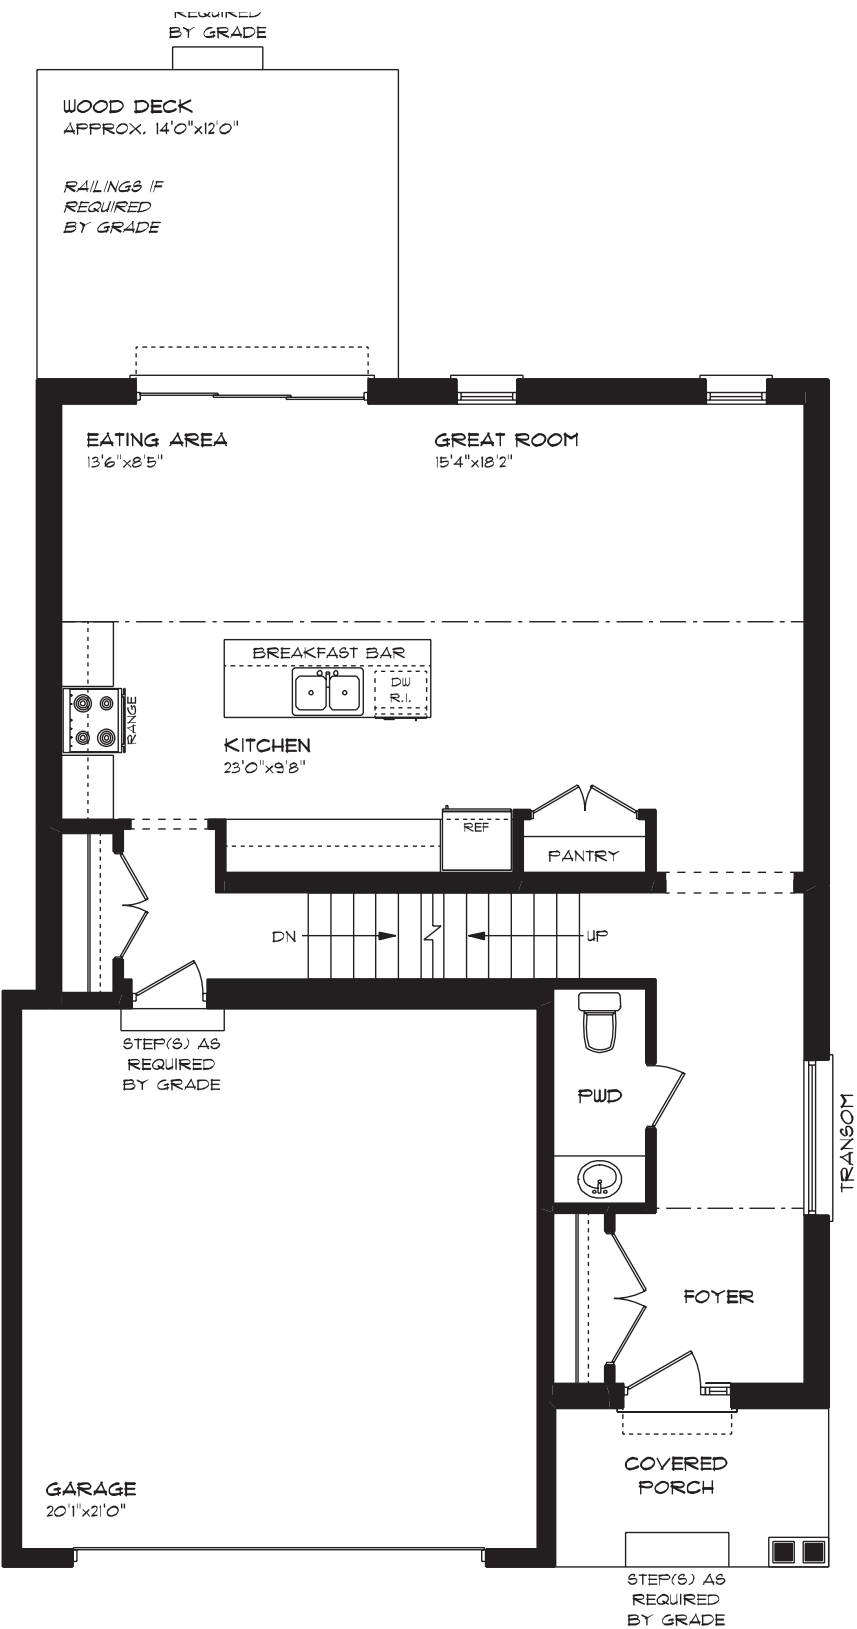 REQUIRED
BY GRADE
WOOD DECK
APPROX. 14'0"x12'0"
RAILINGS IF
REQUIRED
BY GRADE
EATING AREA
13'6"x8'5"
GREAT ROOM
15'4"x18'2"
BREAKFAST BAR
DW
R.I.
RANGE
KITCHEN
23'0"x9'8"
REF
PANTRY
DN
UP
STEP(S) AS
REQUIRED
BY GRADE
PWD
TRANSOM
FOYER
COVERED
PORCH
GARAGE
20'1"x21'0"
STEP(S) AS
REQUIRED
BY GRADE